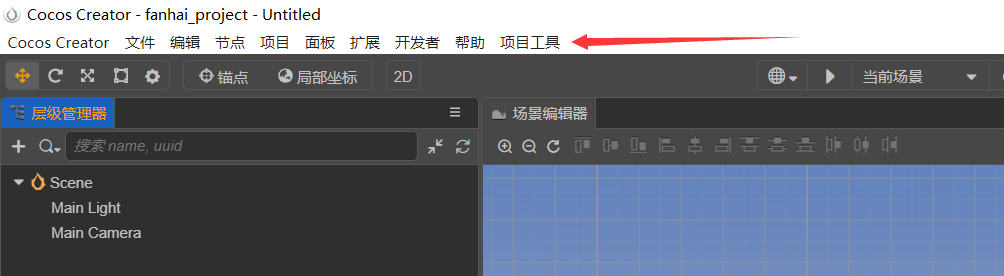 Cocos Creator - fanhai_project - Untitled
Cocos Creator 文件 编辑 节点 项目 面板 扩展 开发者 帮助 项目工具
锚点 局部坐标 2D 当前场景
层级管理器 场景编辑器
搜索 name, uuid
Scene
Main Light
Main Camera